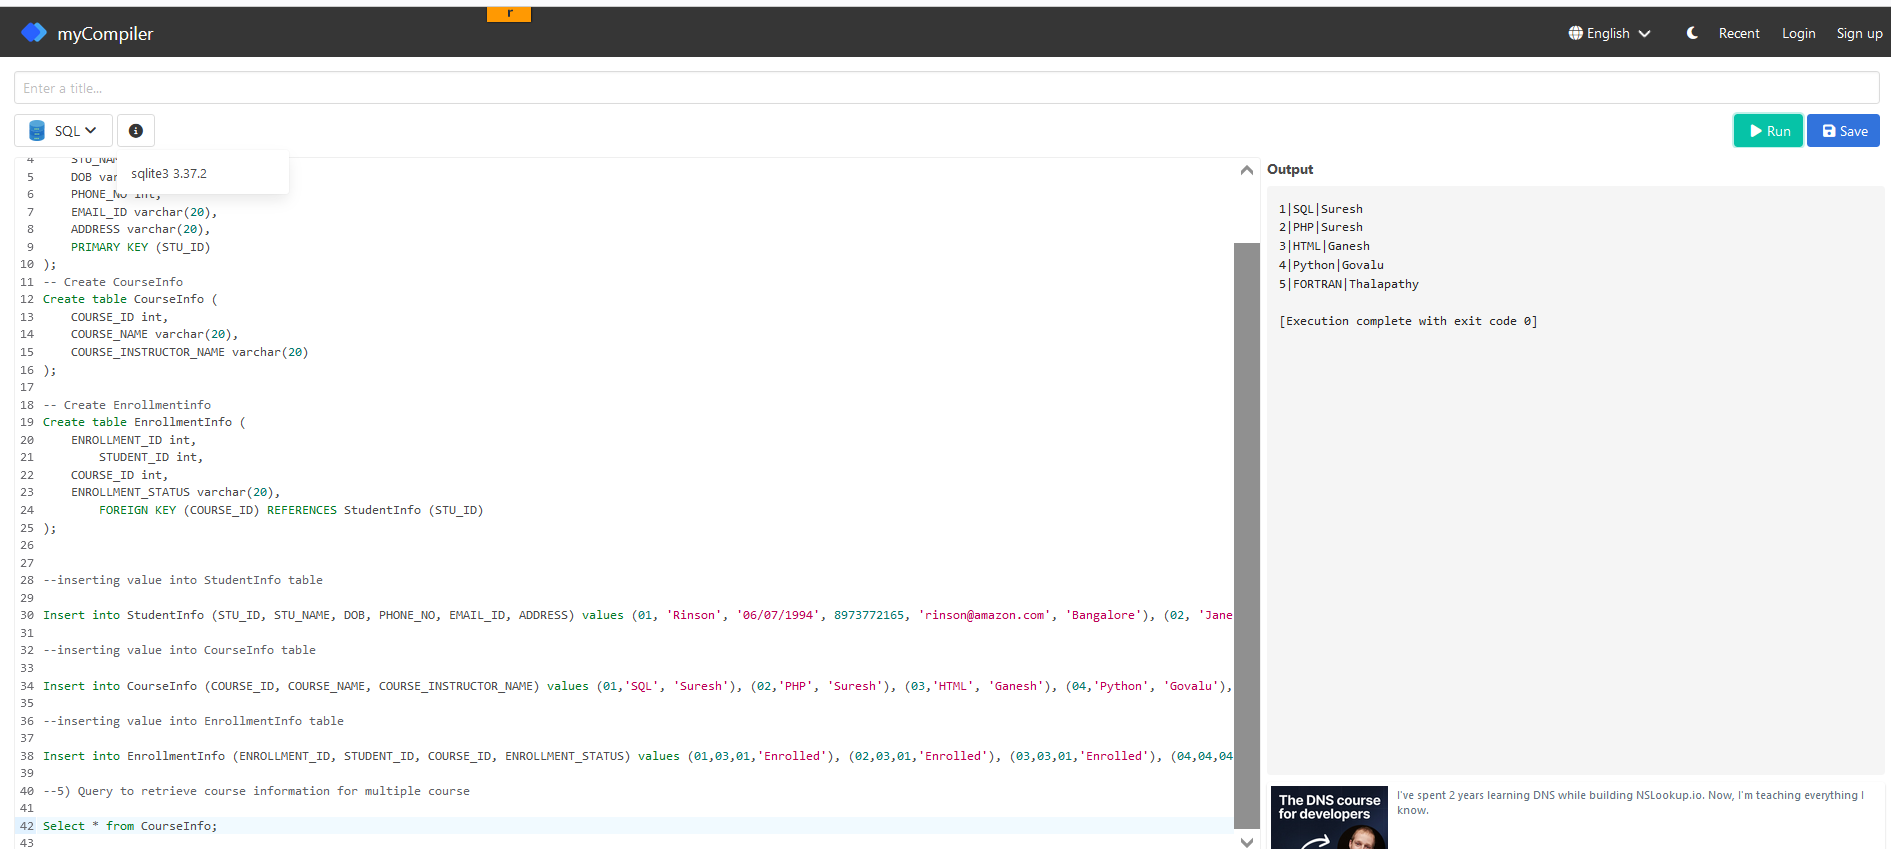 r
myCompiler
English
Recent
Login
Sign up
Enter a title...
SQL
Run
Save
4 STU_NAM
sqlite3 3.37.2
5 DOB var
6 PHONE_NO int,
7 EMAIL_ID varchar(20),
8 ADDRESS varchar(20),
9 PRIMARY KEY (STU_ID)
10 );
11 -- Create CourseInfo
12 Create table CourseInfo (
13 COURSE_ID int,
14 COURSE_NAME varchar(20),
15 COURSE_INSTRUCTOR_NAME varchar(20)
16 );
17
18 -- Create Enrollmentinfo
19 Create table EnrollmentInfo (
20 ENROLLMENT_ID int,
21 STUDENT_ID int,
22 COURSE_ID int,
23 ENROLLMENT_STATUS varchar(20),
24 FOREIGN KEY (COURSE_ID) REFERENCES StudentInfo (STU_ID)
25 );
26
27
28 --inserting value into StudentInfo table
29
30 Insert into StudentInfo (STU_ID, STU_NAME, DOB, PHONE_NO, EMAIL_ID, ADDRESS) values (01, 'Rinson', '06/07/1994', 8973772165, 'rinson@amazon.com', 'Bangalore'), (02, 'Jane
31
32 --inserting value into CourseInfo table
33
34 Insert into CourseInfo (COURSE_ID, COURSE_NAME, COURSE_INSTRUCTOR_NAME) values (01,'SQL', 'Suresh'), (02,'PHP', 'Suresh'), (03,'HTML', 'Ganesh'), (04,'Python', 'Govalu'),
35
36 --inserting value into EnrollmentInfo table
37
38 Insert into EnrollmentInfo (ENROLLMENT_ID, STUDENT_ID, COURSE_ID, ENROLLMENT_STATUS) values (01,03,01,'Enrolled'), (02,03,01,'Enrolled'), (03,03,01,'Enrolled'), (04,04,04
39
40 --5) Query to retrieve course information for multiple course
41
42 Select * from CourseInfo;
43
Output
1|SQL|Suresh
2|PHP|Suresh
3|HTML|Ganesh
4|Python|Govalu
5|FORTRAN|Thalapathy
[Execution complete with exit code 0]
The DNS course
for developers
I've spent 2 years learning DNS while building NSLookup.io. Now, I'm teaching everything I
know.